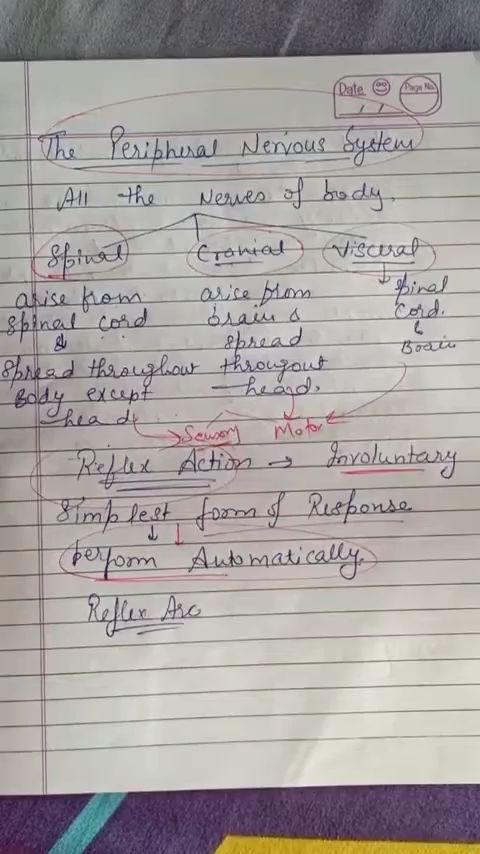 Date
Page No.
The Peripheral Nervous System
All the Nerves of body.
Spinal Cranial Visceral
arise from arise from Spinal
Spinal cord brain & Cord.
& spread & Brain
Spread throughout througout
Body except head.
head
Sensory Motor
Reflex Action → Involuntary
Simplest form of Response
perform Automatically.
Reflex Arc